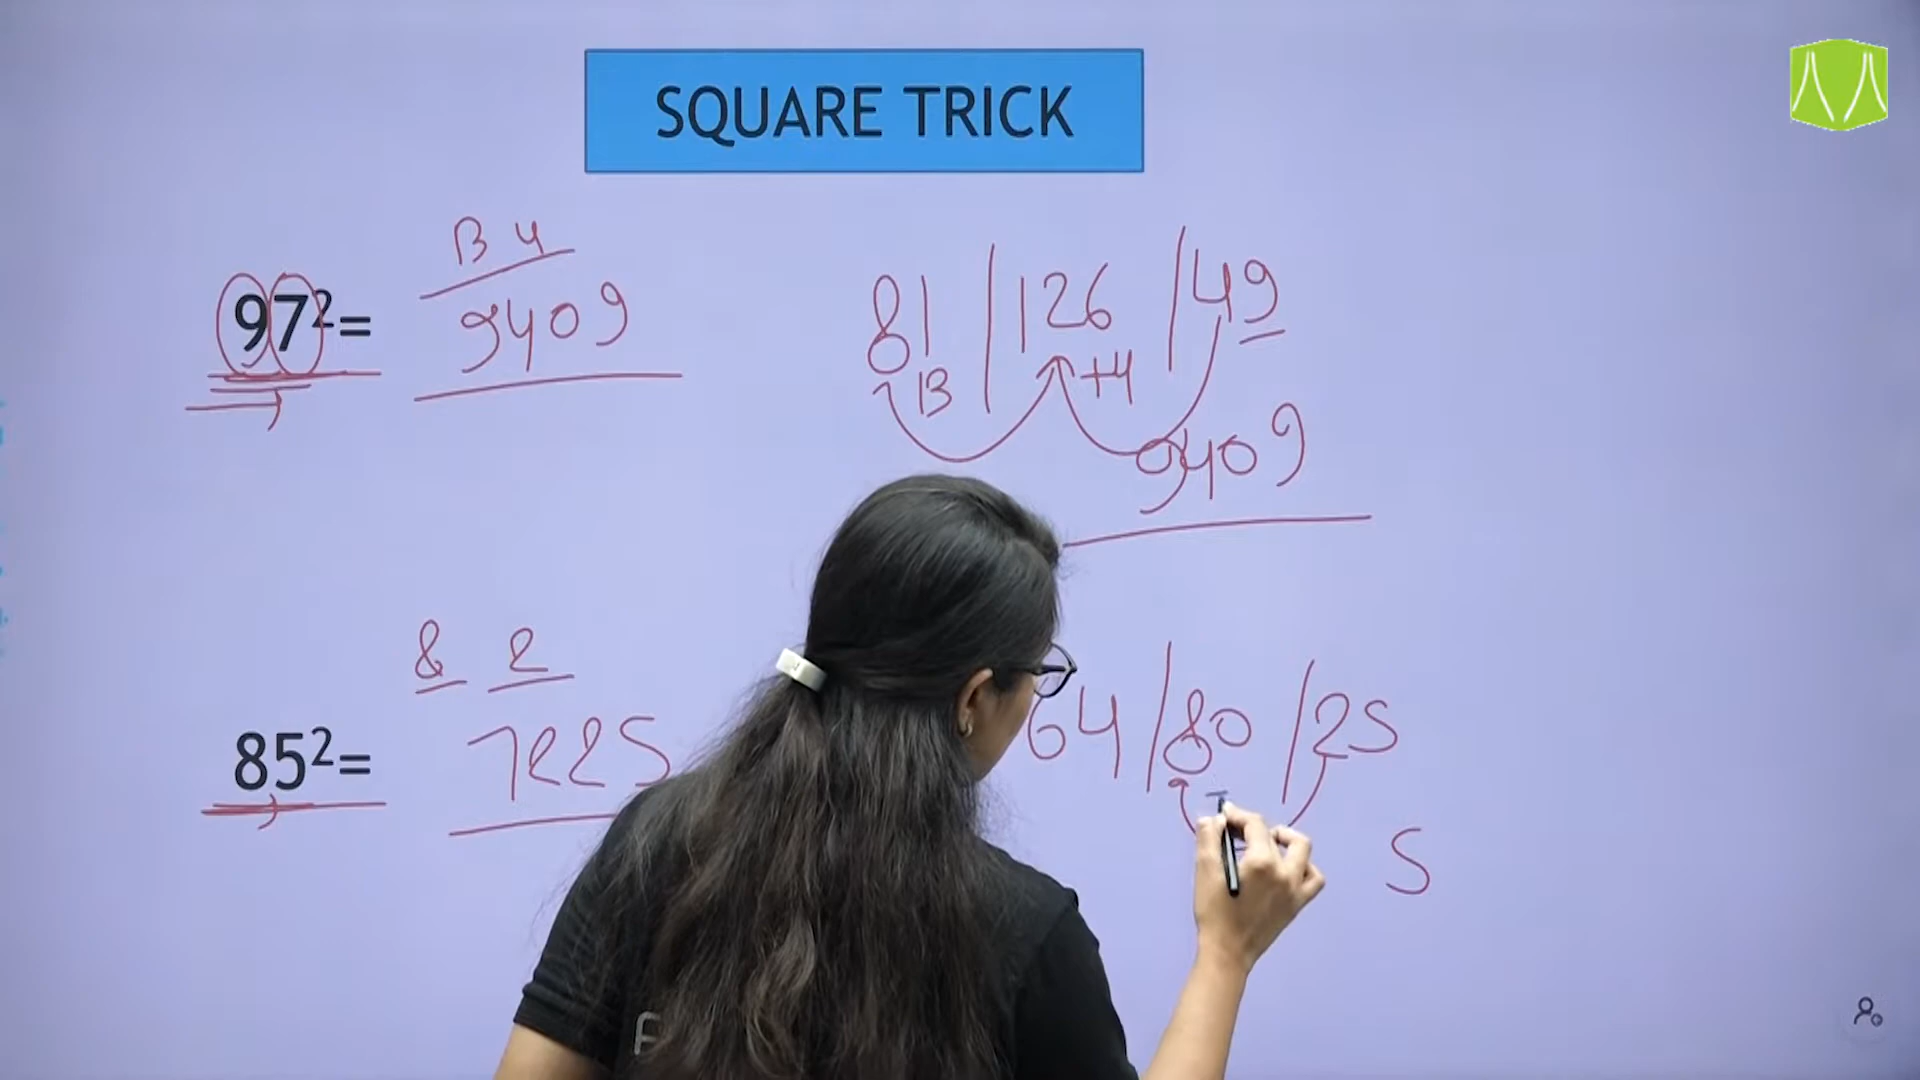 SQUARE TRICK
13 4
97²= 9409
81 | 126 | 49
13 +4
9409
8 2
85²= 7225
64 / 80 / 25
5